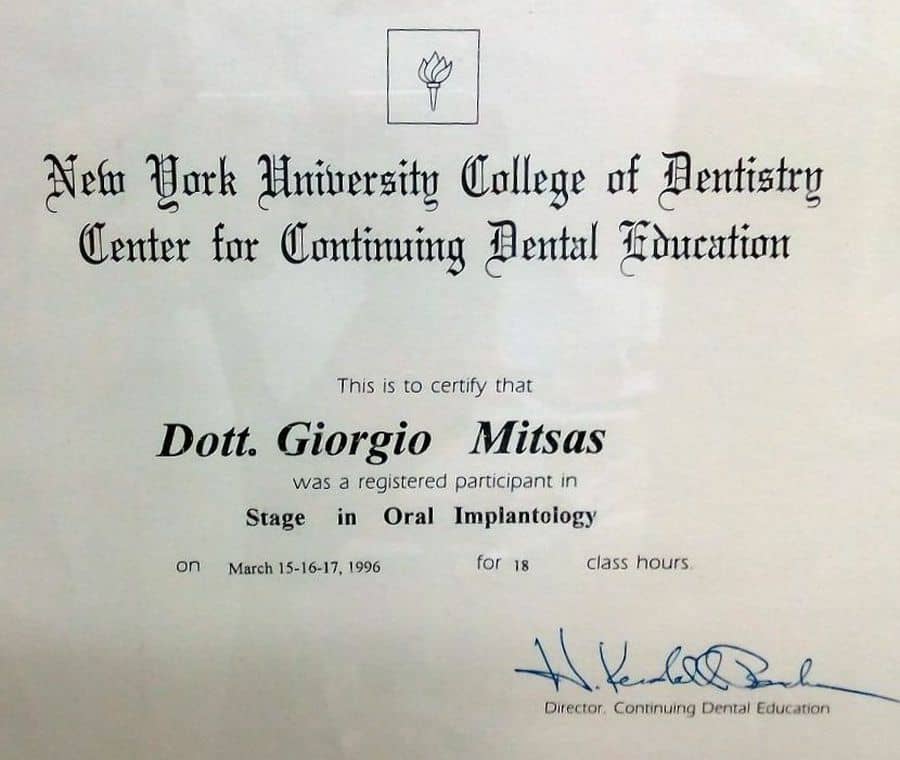 New York University College of Dentistry
Center for Continuing Dental Education
This is to certify that
Dott. Giorgio Mitsas
was a registered participant in
Stage in Oral Implantology
on March 15-16-17, 1996 for 18 class hours.
H. Kendall
Director, Continuing Dental Education